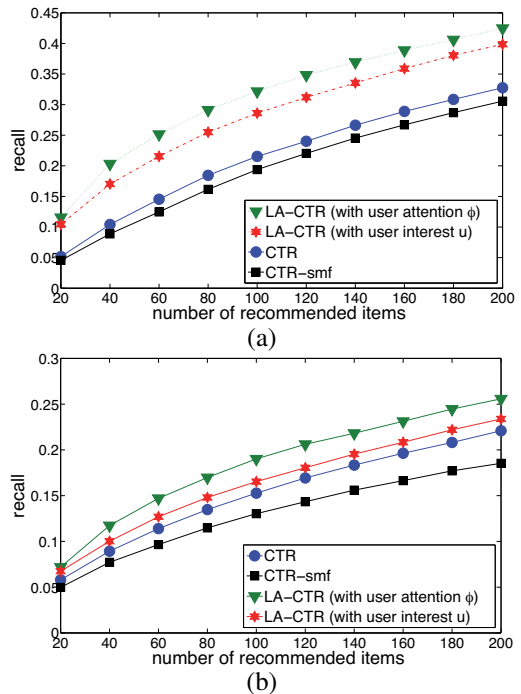 0.45
0.4
0.35
0.3
0.25
0.2
0.15
0.1
0.05
0
recall
LA−CTR (with user attention ϕ)
LA−CTR (with user interest u)
CTR
CTR−smf
20 40 60 80 100 120 140 160 180 200
number of recommended items
(a)
0.3
0.25
0.2
0.15
0.1
0.05
0
recall
CTR
CTR−smf
LA−CTR (with user attention ϕ)
LA−CTR (with user interest u)
20 40 60 80 100 120 140 160 180 200
number of recommended items
(b)